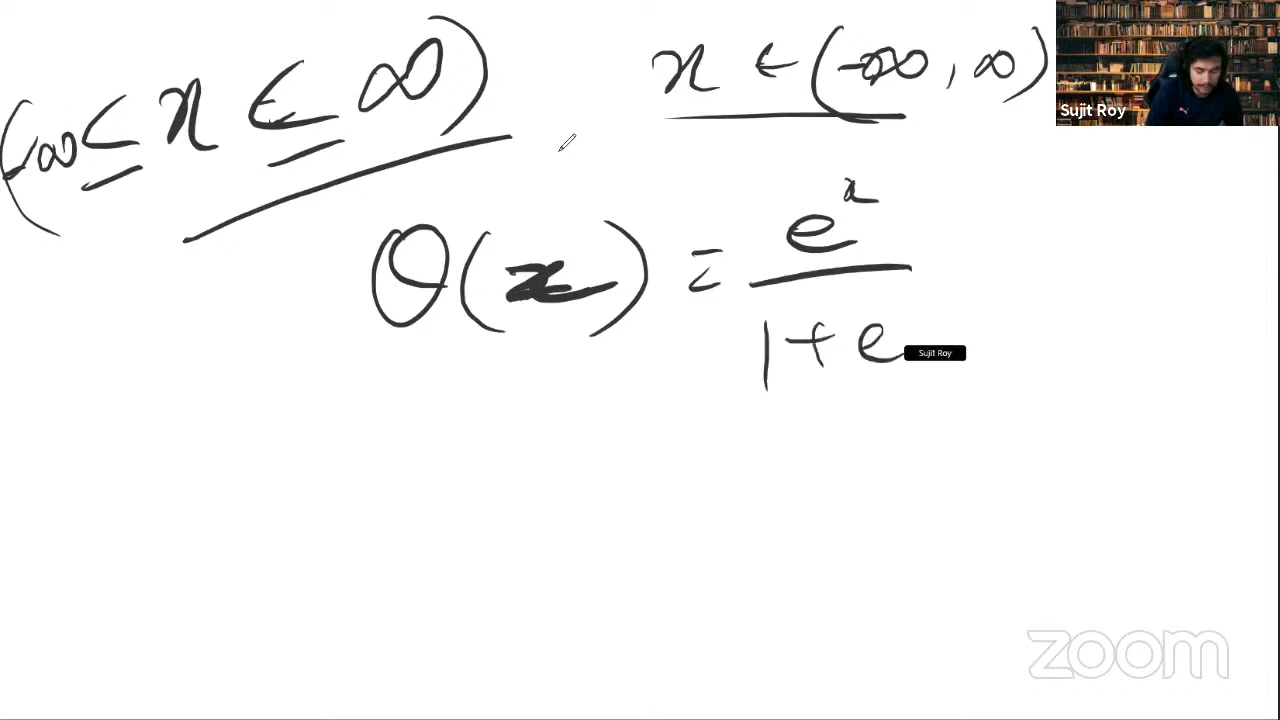 (-∞ ≤ x ≤ ∞)
x ∈ (-∞, ∞)
Sujit Roy
θ(x) = e^x / 1 + e
Sujit Roy
zoom